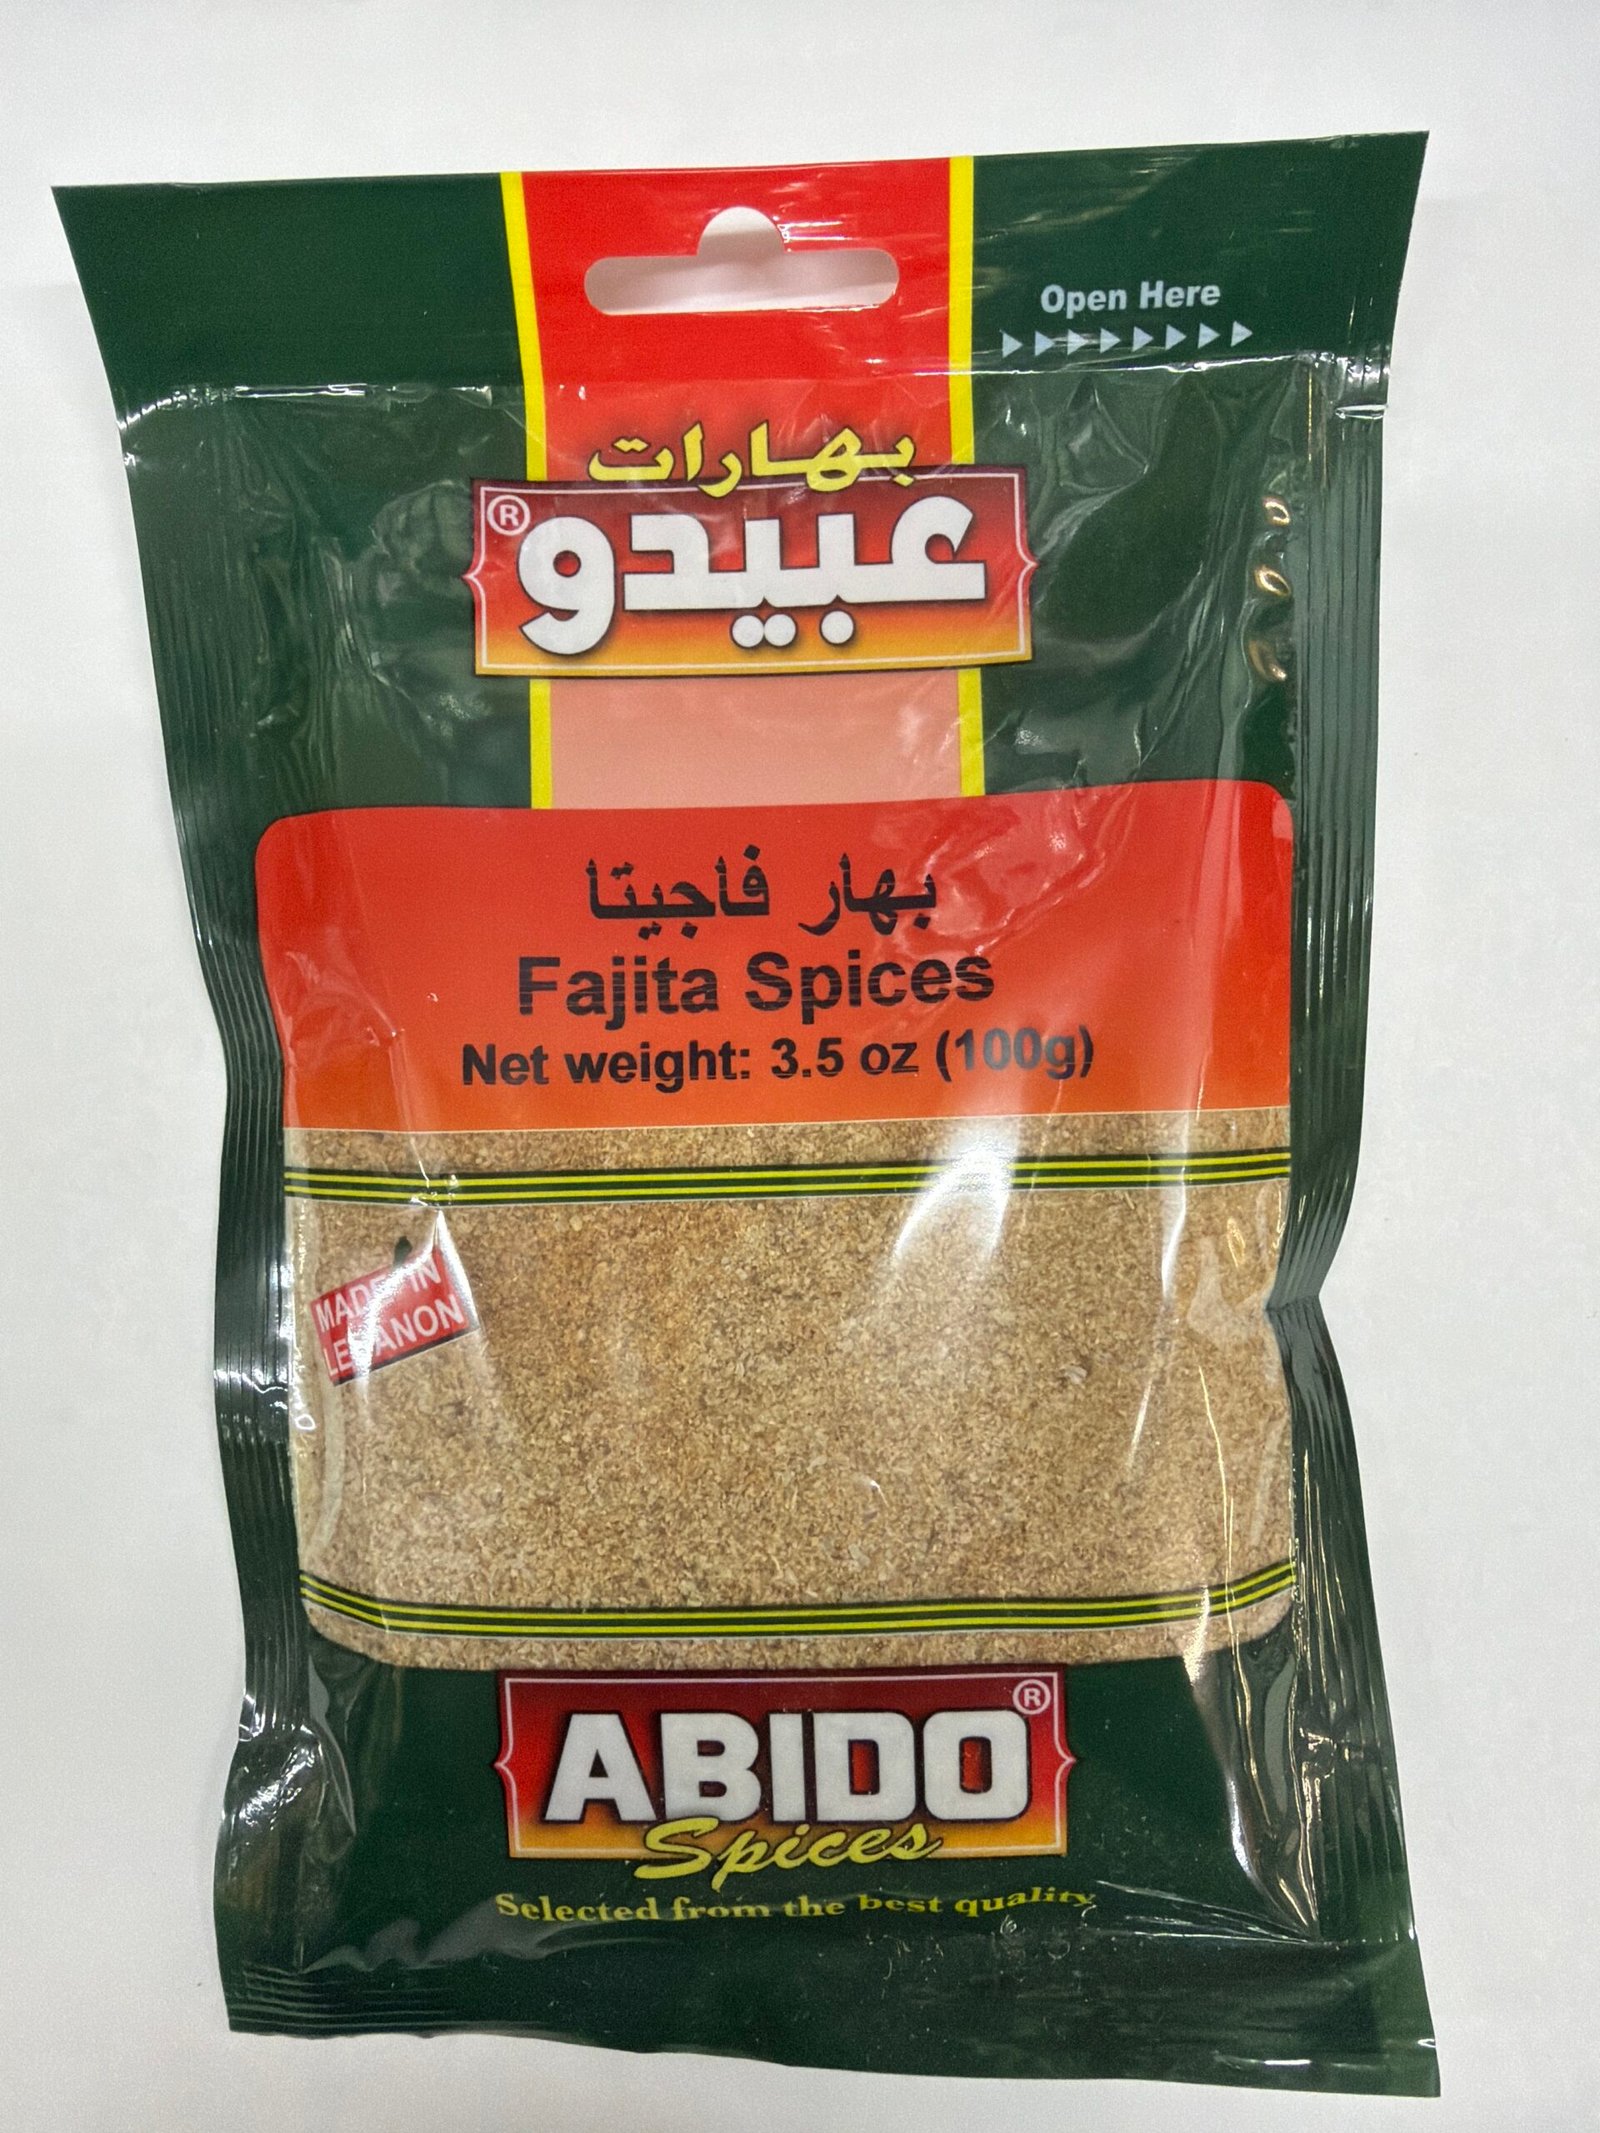 Open Here
بهارات
عبيدو®
بهار فاجيتا
Fajita Spices
Net weight: 3.5 oz (100g)
MADE IN
LEBANON
ABIDO®
Spices
Selected from the best quality